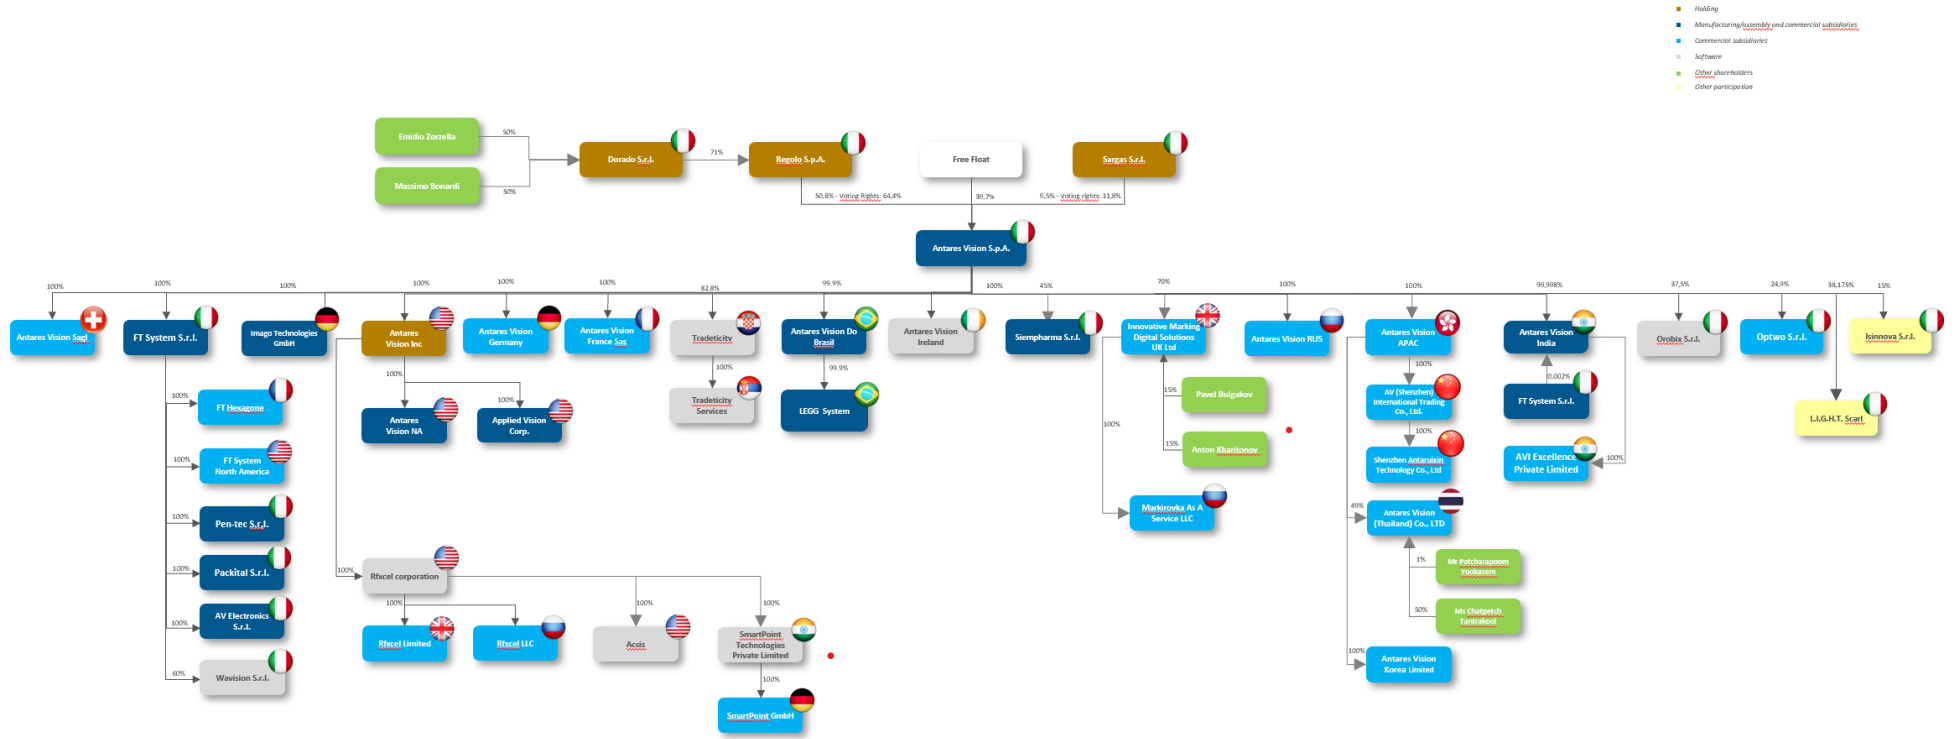 Holding
Manufacturing/assembly and commercial subsidiaries
Commercial subsidiaries
Software
Other shareholders
Other participation
Emidio Zorzella
50%
Massimo Bonardi
50%
Dorado S.r.l.
71%
Regolo S.p.A.
Free Float
Sargas S.r.l.
50,8% - Voting Rights: 64,4%
39,7%
9,5% - Voting rights: 11,8%
Antares Vision S.p.A.
100%
100%
100%
100%
100%
100%
82.8%
99.9%
100%
45%
70%
100%
100%
99,998%
37,5%
24,9%
38,175%
15%
Antares Vision Sagl
FT System S.r.l.
Imago Technologies
GmbH
Antares
Vision Inc
Antares Vision
Germany
Antares Vision
France Sas
Tradeticity
Antares Vision Do
Brasil
Antares Vision
Ireland
Siempharma S.r.l.
Innovative Marking
Digital Solutions
UK Ltd
Antares Vision RUS
Antares Vision
APAC
Antares Vision
India
Orobix S.r.l.
Optwo S.r.l.
Isinnova S.r.l.
100%
FT Hexagone
100%
FT System
North America
100%
Pen-tec S.r.l.
100%
Packital S.r.l.
100%
AV Electronics
S.r.l.
60%
Wavision S.r.l.
100%
Antares
Vision NA
100%
Applied Vision
Corp.
100%
Tradeticity
Services
99.9%
LEGG System
15%
Pavel Bulgakov
15%
Anton Kharitonov
100%
Markirovka As A
Service LLC
100%
AV (Shenzhen)
International Trading
Co., Ltd.
100%
Shenzhen Antaruixin
Technology Co., Ltd
49%
Antares Vision
(Thailand) Co., LTD
1%
Mr Patcharapoom
Yookasem
50%
Ms Chatpetch
Tantrakool
100%
Antares Vision
Korea Limited
0,002%
FT System S.r.l.
100%
AVI Excellence
Private Limited
L.I.G.H.T. Scarl
100%
Rfxcel corporation
100%
Rfxcel Limited
100%
Rfxcel LLC
100%
Acsis
100%
SmartPoint
Technologies
Private Limited
100%
SmartPoint GmbH